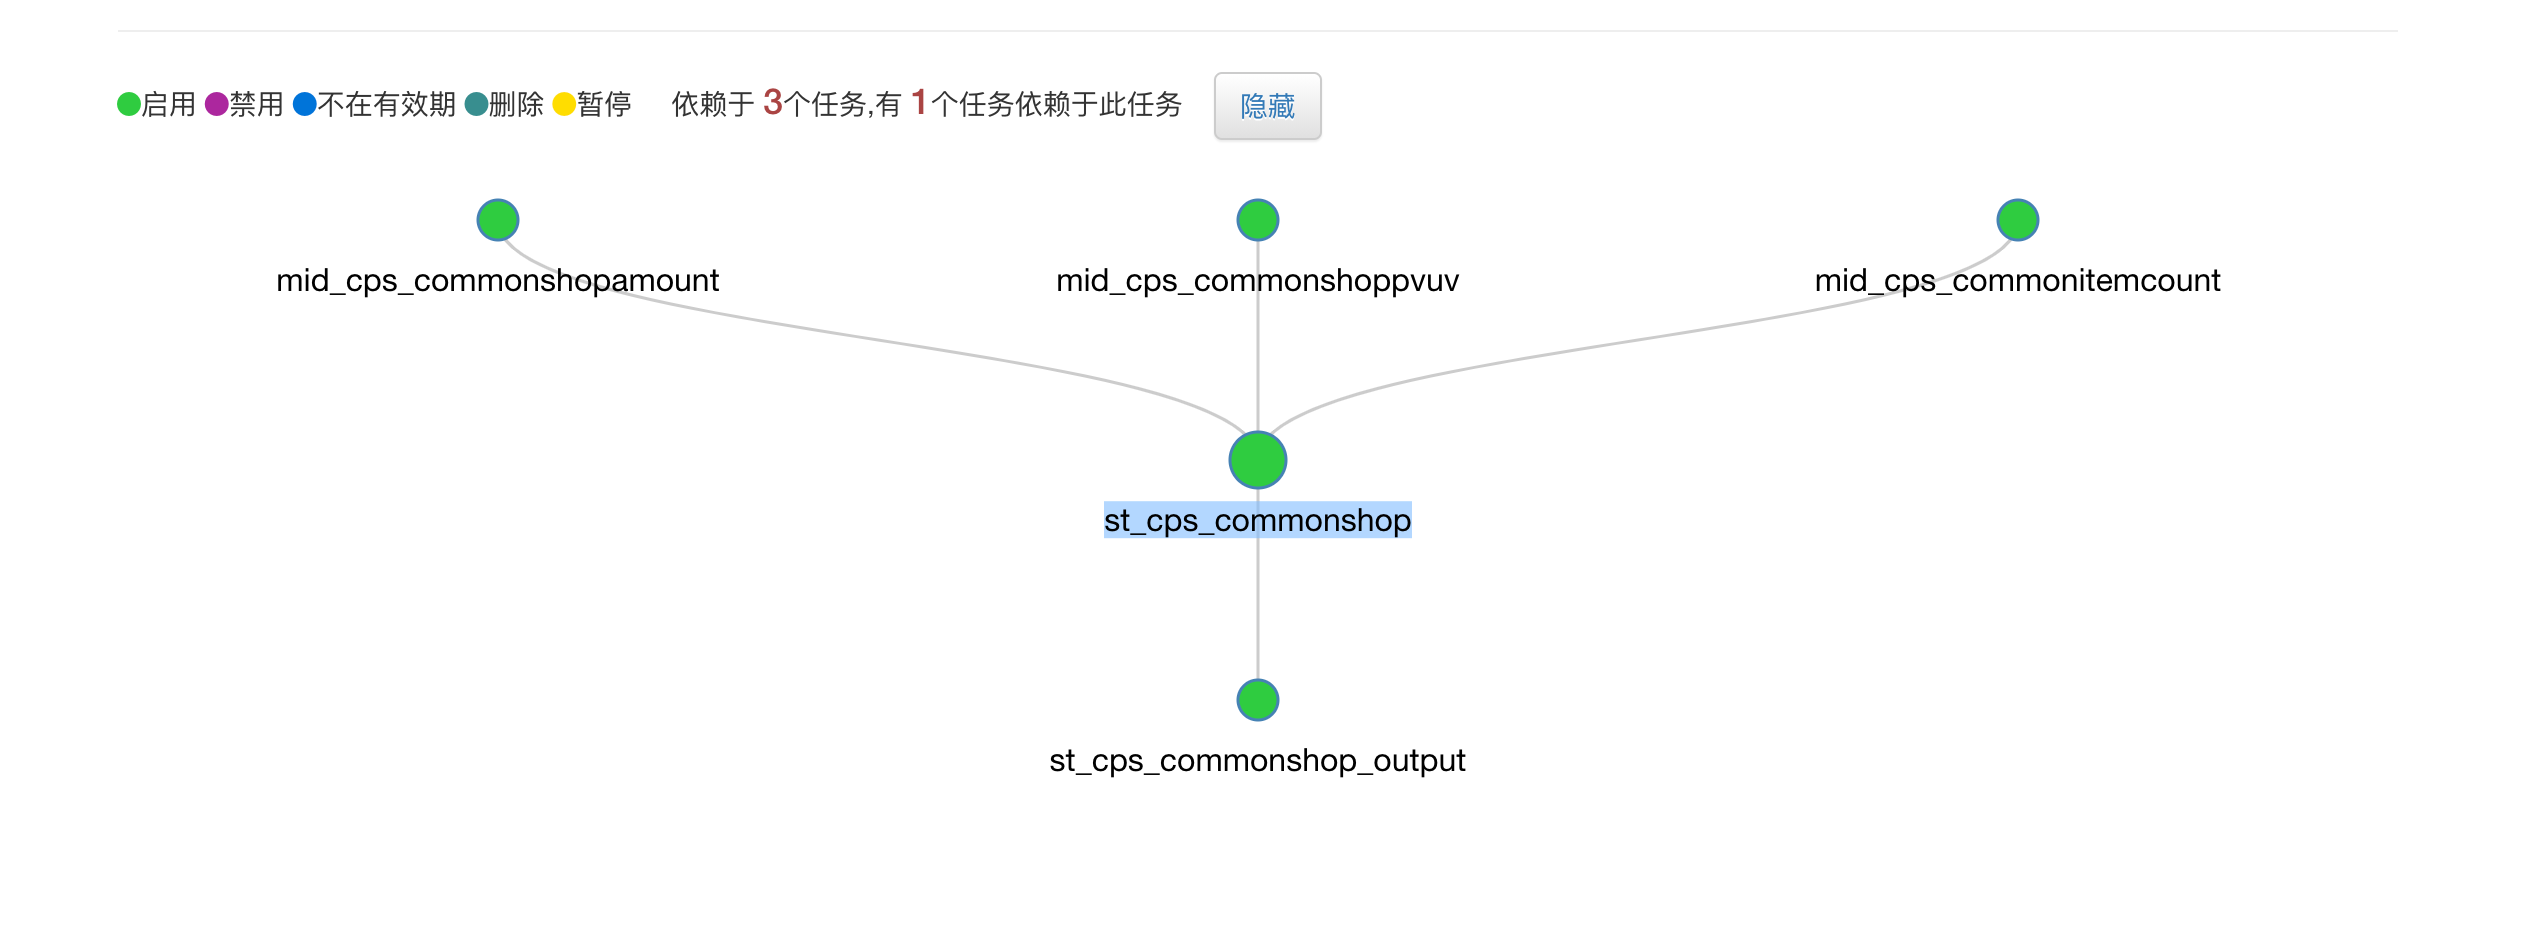 启用 禁用 不在有效期 删除 暂停 依赖于 3个任务,有 1个任务依赖于此任务 隐藏
mid_cps_commonshopamount mid_cps_commonshoppvuv mid_cps_commonitemcount
st_cps_commonshop
st_cps_commonshop_output